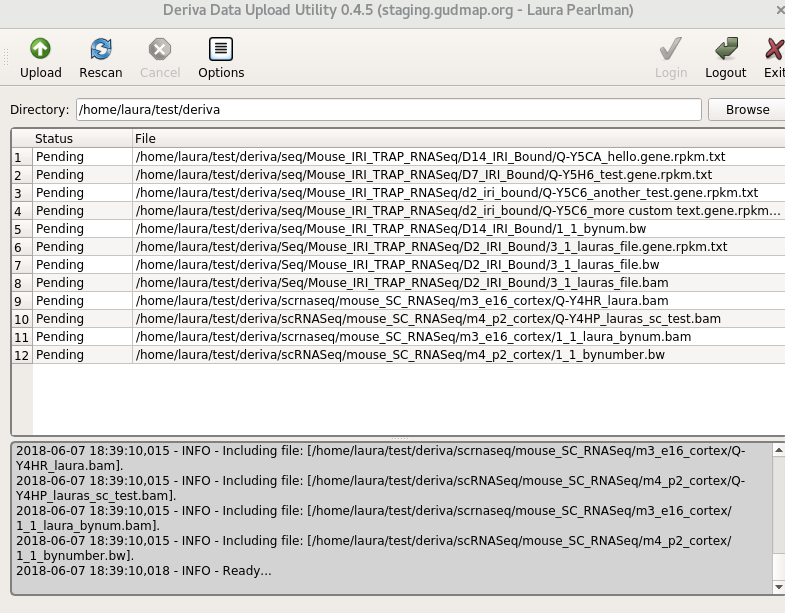 Deriva Data Upload Utility 0.4.5 (staging.gudmap.org - Laura Pearlman)
Upload Rescan Cancel Options Login Logout Exit
Directory: /home/laura/test/deriva Browse
Status File
1 Pending /home/laura/test/deriva/seq/Mouse_IRI_TRAP_RNASeq/D14_IRI_Bound/Q-Y5CA_hello.gene.rpkm.txt
2 Pending /home/laura/test/deriva/seq/Mouse_IRI_TRAP_RNASeq/D7_IRI_Bound/Q-Y5H6_test.gene.rpkm.txt
3 Pending /home/laura/test/deriva/seq/Mouse_IRI_TRAP_RNASeq/d2_iri_bound/Q-Y5C6_another_test.gene.rpkm.txt
4 Pending /home/laura/test/deriva/seq/Mouse_IRI_TRAP_RNASeq/d2_iri_bound/Q-Y5C6_more custom text.gene.rpkm...
5 Pending /home/laura/test/deriva/seq/Mouse_IRI_TRAP_RNASeq/D14_IRI_Bound/1_1_bynum.bw
6 Pending /home/laura/test/deriva/Seq/Mouse_IRI_TRAP_RNASeq/D2_IRI_Bound/3_1_lauras_file.gene.rpkm.txt
7 Pending /home/laura/test/deriva/Seq/Mouse_IRI_TRAP_RNASeq/D2_IRI_Bound/3_1_lauras_file.bw
8 Pending /home/laura/test/deriva/Seq/Mouse_IRI_TRAP_RNASeq/D2_IRI_Bound/3_1_lauras_file.bam
9 Pending /home/laura/test/deriva/scrnaseq/mouse_SC_RNASeq/m3_e16_cortex/Q-Y4HR_laura.bam
10 Pending /home/laura/test/deriva/scRNASeq/mouse_SC_RNASeq/m4_p2_cortex/Q-Y4HP_lauras_sc_test.bam
11 Pending /home/laura/test/deriva/scrnaseq/mouse_SC_RNASeq/m3_e16_cortex/1_1_laura_bynum.bam
12 Pending /home/laura/test/deriva/scRNASeq/mouse_SC_RNASeq/m4_p2_cortex/1_1_bynumber.bw
2018-06-07 18:39:10,015 - INFO - Including file: [/home/laura/test/deriva/scrnaseq/mouse_SC_RNASeq/m3_e16_cortex/Q-
Y4HR_laura.bam].
2018-06-07 18:39:10,015 - INFO - Including file: [/home/laura/test/deriva/scRNASeq/mouse_SC_RNASeq/m4_p2_cortex/Q-
Y4HP_lauras_sc_test.bam].
2018-06-07 18:39:10,015 - INFO - Including file: [/home/laura/test/deriva/scrnaseq/mouse_SC_RNASeq/m3_e16_cortex/
1_1_laura_bynum.bam].
2018-06-07 18:39:10,015 - INFO - Including file: [/home/laura/test/deriva/scRNASeq/mouse_SC_RNASeq/m4_p2_cortex/
1_1_bynumber.bw].
2018-06-07 18:39:10,018 - INFO - Ready...